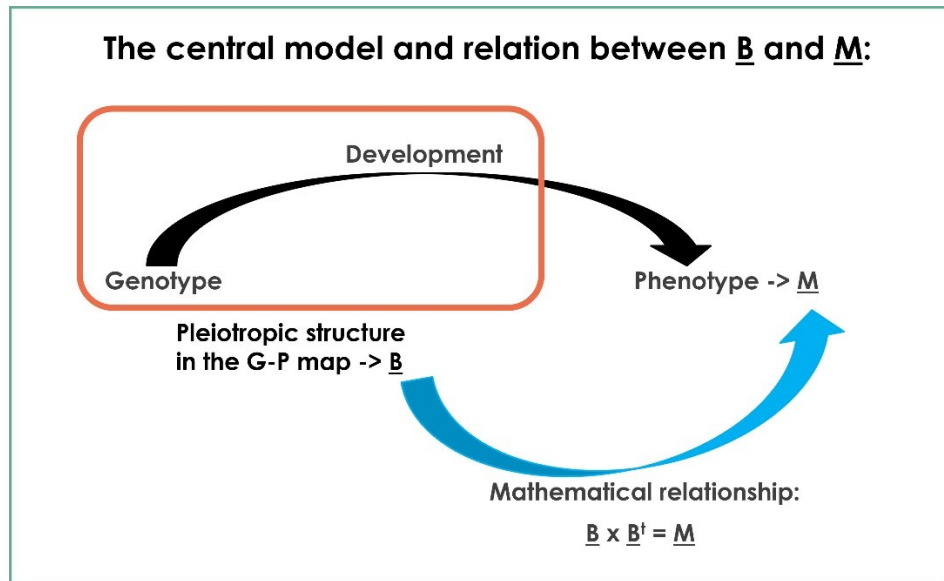 The central model and relation between B and M:
Development
Genotype
Phenotype -> M
Pleiotropic structure
in the G-P map -> B
Mathematical relationship:
B x Bᵗ = M